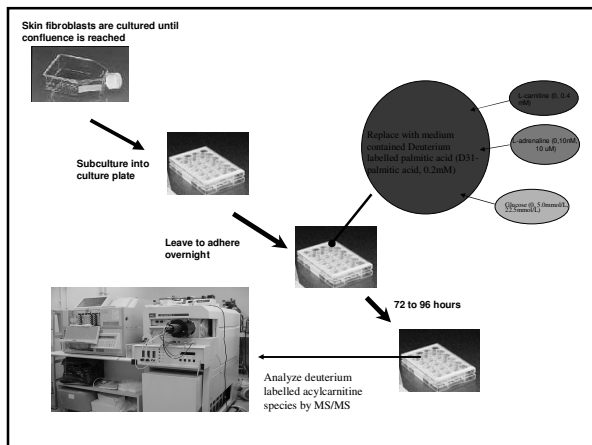 Skin fibroblasts are cultured until
confluence is reached
Subculture into
culture plate
Leave to adhere
overnight
Replace with medium
contained Deuterium
labelled palmitic acid (D31-
palmitic acid, 0.2mM)
L-carnitine (0, 0.4
mM)
L-adrenaline (0,10nM,
10 uM)
Glucose (0, 5.0mmol/L,
22.5mmol/L)
72 to 96 hours
Analyze deuterium
labelled acylcarnitine
species by MS/MS